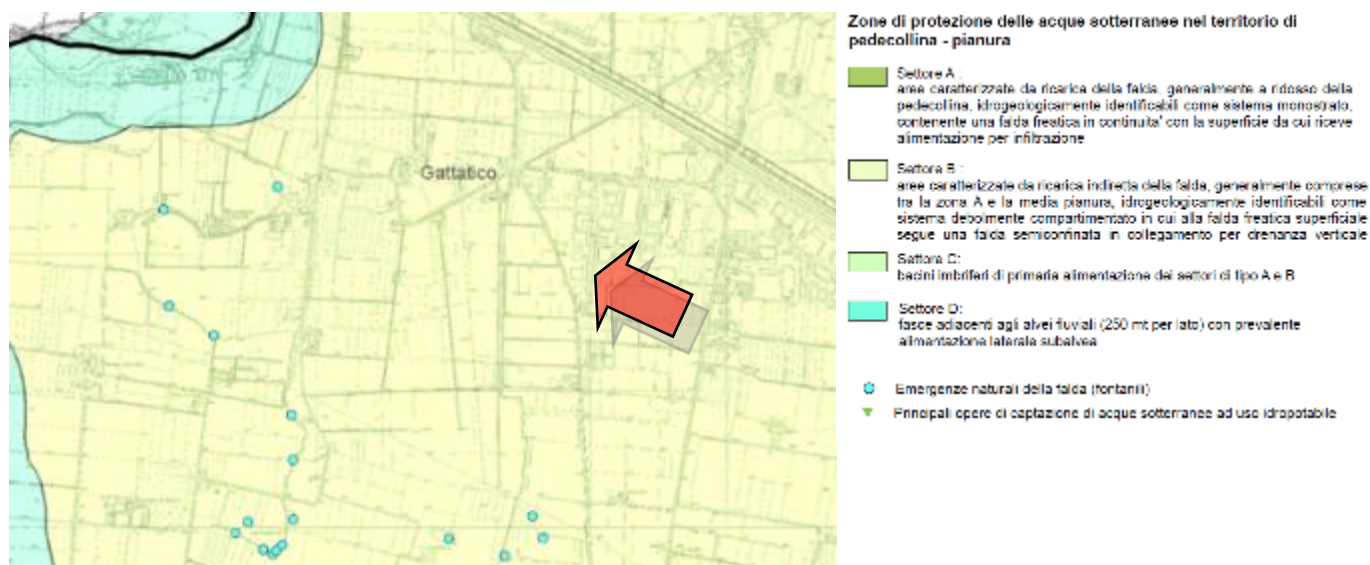 Gattatico
Zone di protezione delle acque sotterranee nel territorio di
pedecollina - pianura
Settore A :
aree caratterizzate da ricarica della falda, generalmente a ridosso della
pedecollina, idrogeologicamente identificabili come sistema monostrato,
contenente una falda freatica in continuita' con la superficie da cui riceve
alimentazione per infiltrazione
Settore B :
aree caratterizzate da ricarica indiretta della falda, generalmente comprese
tra la zona A e la media pianura, idrogeologicamente identificabili come
sistema debolmente compartimentato in cui alla falda freatica superficiale
segue una falda semiconfinata in collegamento per drenanza verticale
Settore C:
bacini imbriferi di primaria alimentazione dei settori di tipo A e B
Settore D:
fasce adiacenti agli alvei fluviali (250 mt per lato) con prevalente
alimentazione laterale subalvea
Emergenze naturali della falda (fontanili)
Principali opere di captazione di acque sotterranee ad uso idropotabile